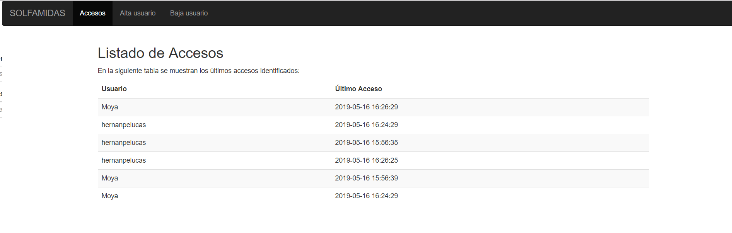 SOLFAMIDAS Accesos Alta usuario Baja usuario
Listado de Accesos
En la siguiente tabla se muestran los últimos accesos identificados.
Usuario Último Acceso
Moya 2019-05-16 16:26:29
hernanpelucas 2019-05-16 16:24:29
hernanpelucas 2019-05-16 15:56:35
hernanpelucas 2019-05-16 16:26:25
Moya 2019-05-16 15:56:39
Moya 2019-05-16 16:24:29